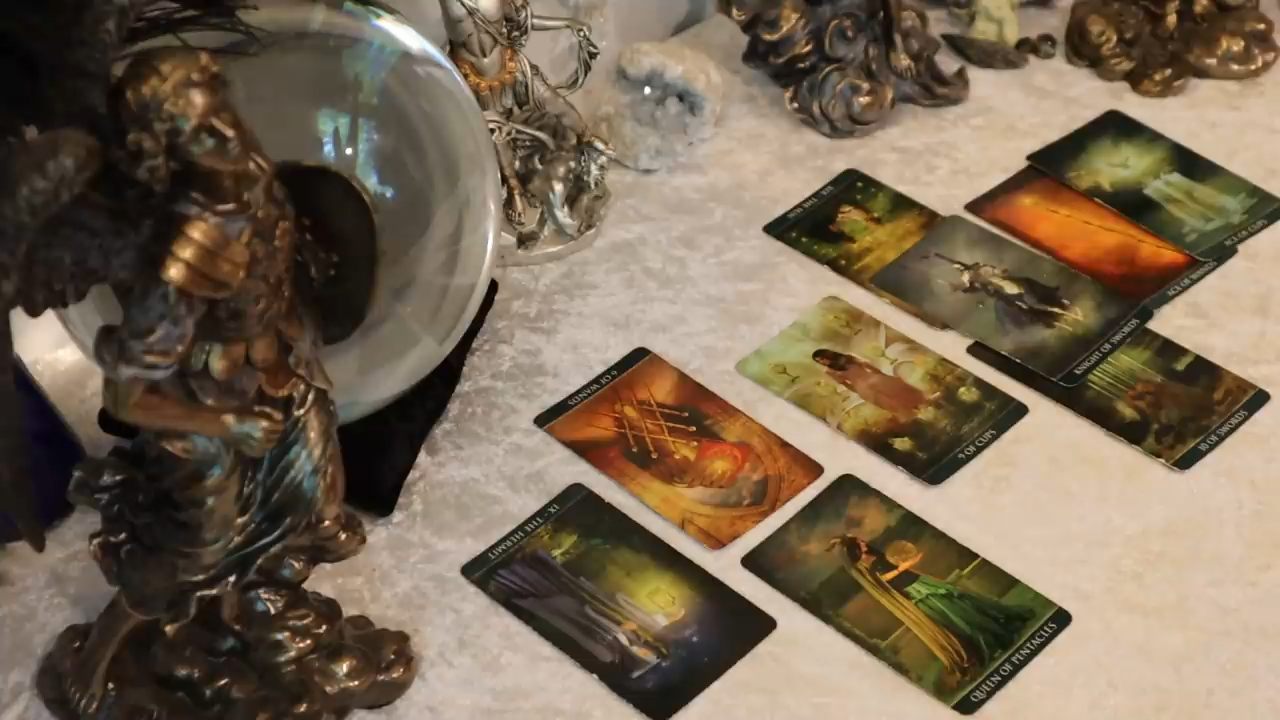 XIX - THE SUN
ACE OF CUPS
ACE OF WANDS
KNIGHT OF SWORDS
10 OF SWORDS
6 OF WANDS
9 OF CUPS
IX - THE HERMIT
QUEEN OF PENTACLES